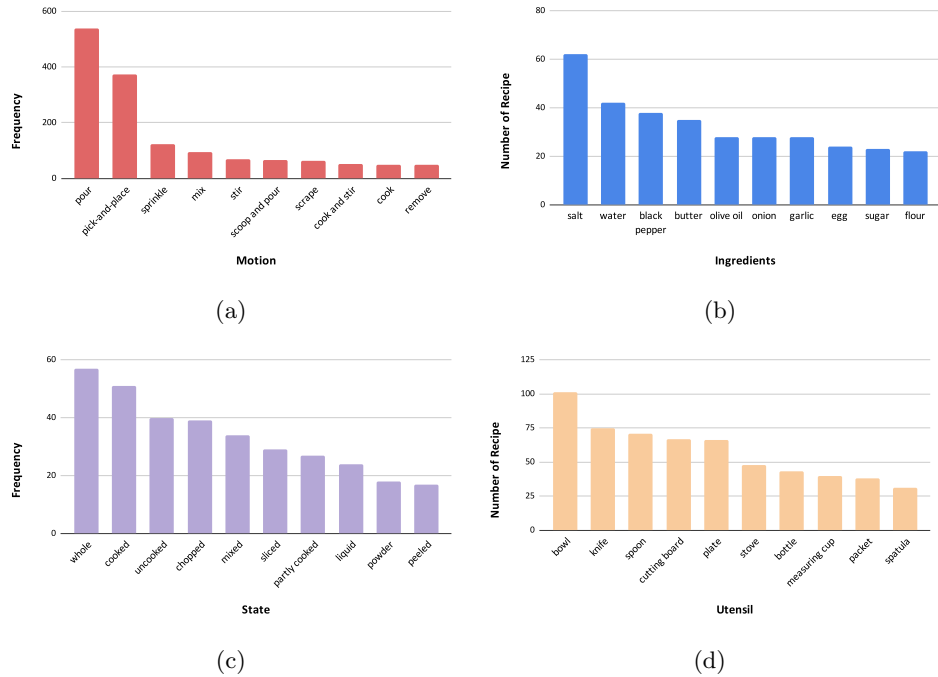 600
400
200
0
Frequency
pour
pick-and-place
sprinkle
mix
stir
scoop and pour
scrape
cook and stir
cook
remove
Motion
(a)
80
60
40
20
0
Number of Recipe
salt
water
black
pepper
butter
olive oil
onion
garlic
egg
sugar
flour
Ingredients
(b)
60
40
20
0
Frequency
whole
cooked
uncooked
chopped
mixed
sliced
partly cooked
liquid
powder
peeled
State
(c)
125
100
75
50
25
0
Number of Recipe
bowl
knife
spoon
cutting board
plate
stove
bottle
measuring cup
packet
spatula
Utensil
(d)